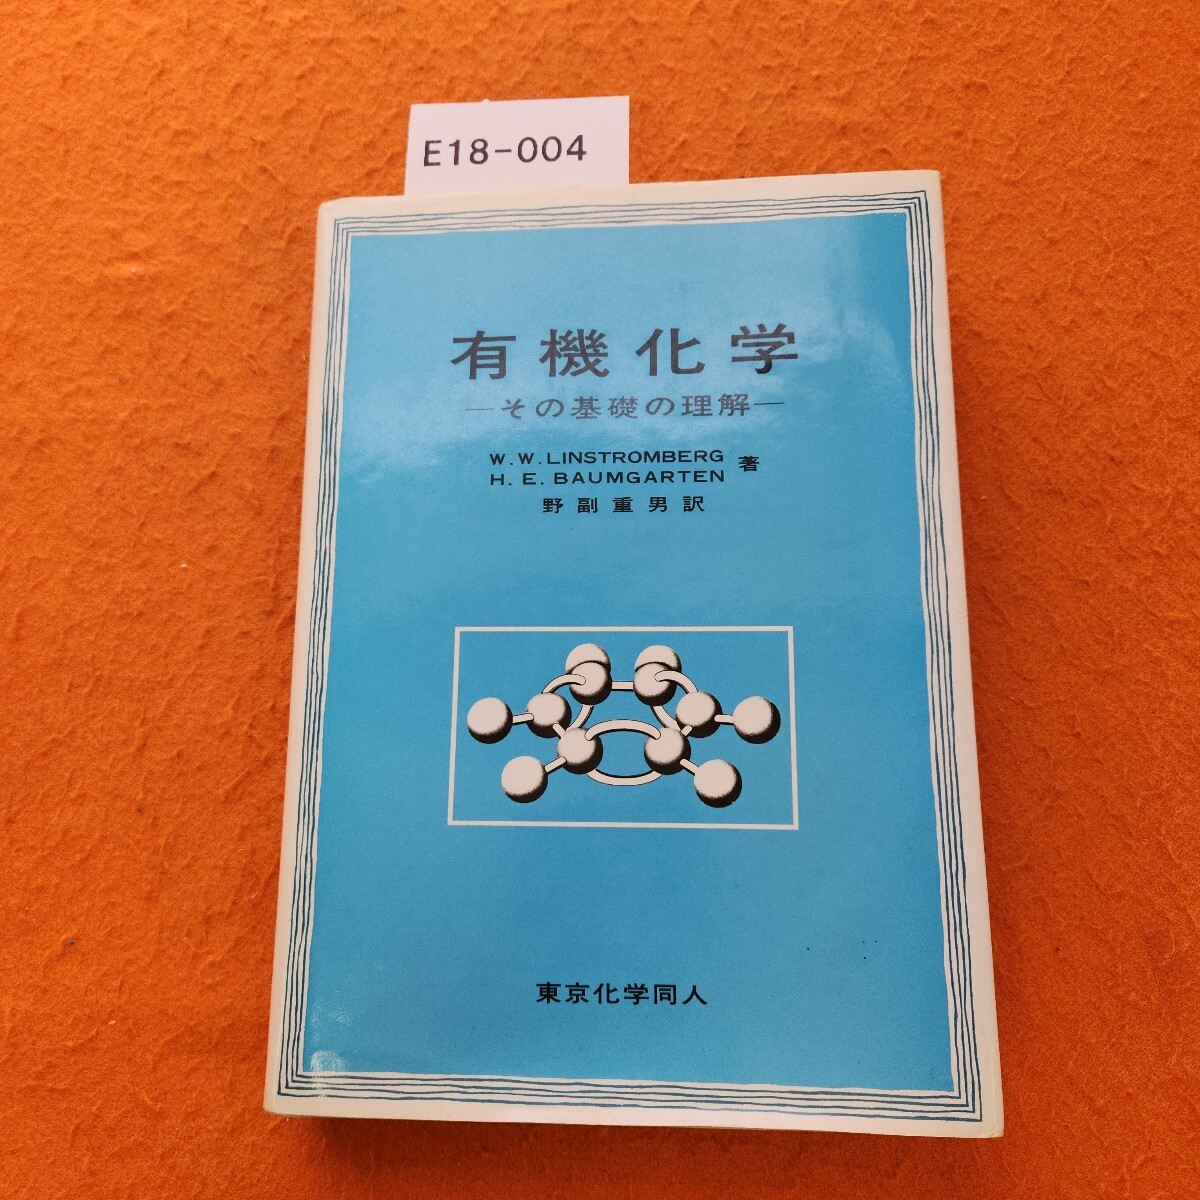 E18-004
有機化学
―その基礎の理解―
W. W. LINSTROMBERG
H. E. BAUMGARTEN 著
野副重男訳
東京化学同人